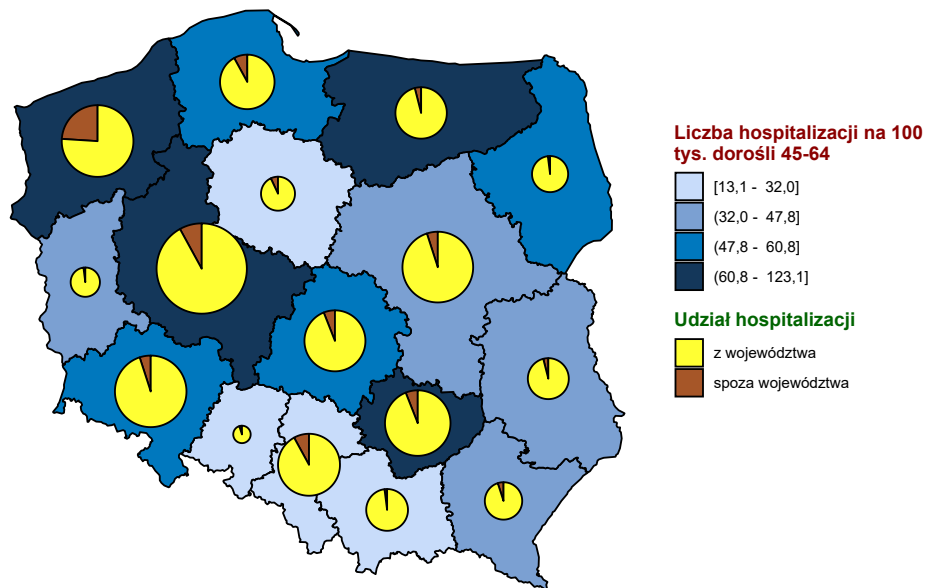 Liczba hospitalizacji na 100
tys. dorośli 45-64
[13,1 - 32,0]
(32,0 - 47,8]
(47,8 - 60,8]
(60,8 - 123,1]
Udział hospitalizacji
z województwa
spoza województwa